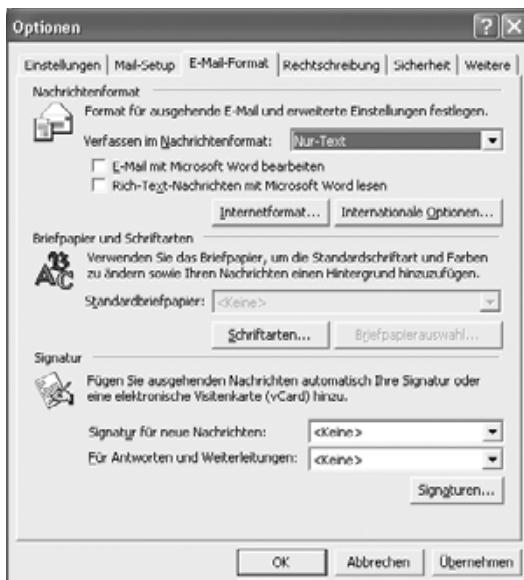 Optionen
Einstellungen Mail-Setup E-Mail-Format Rechtschreibung Sicherheit Weitere
Nachrichtenformat
Format für ausgehende E-Mail und erweiterte Einstellungen festlegen.
Verfassen im Nachrichtenformat: Nur-Text
E-Mail mit Microsoft Word bearbeiten
Rich-Text-Nachrichten mit Microsoft Word lesen
Internetformat... Internationale Optionen...
Briefpapier und Schriftarten
Verwenden Sie das Briefpapier, um die Standardschriftart und Farben
zu ändern sowie Ihren Nachrichten einen Hintergrund hinzuzufügen.
Standardbriefpapier: <Keine>
Schriftarten... Briefpapierauswahl...
Signatur
Fügen Sie ausgehenden Nachrichten automatisch Ihre Signatur oder
eine elektronische Visitenkarte (vCard) hinzu.
Signatur für neue Nachrichten: <Keine>
Für Antworten und Weiterleitungen: <Keine>
Signaturen...
OK Abbrechen Übernehmen